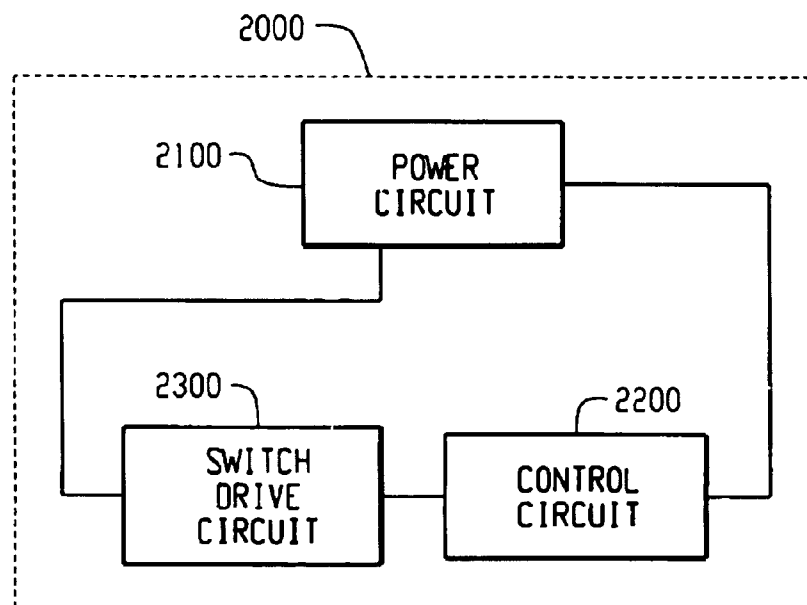 2000
2100
POWER
CIRCUIT
2300
2200
SWITCH
DRIVE
CIRCUIT
CONTROL
CIRCUIT